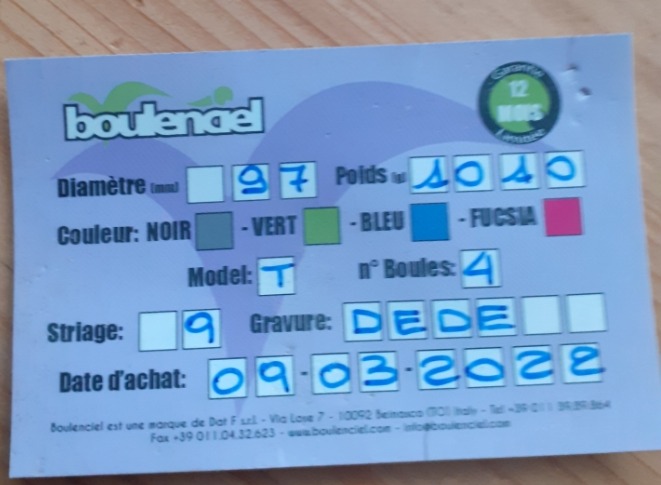 boulenciel
Garantie
12
MOIS
Diamètre (mm) 97 Poids (g) 1010
Couleur: NOIR - VERT - BLEU - FUCSIA
Model: T n° Boules: 4
Striage: 9 Gravure: DEDE
Date d'achat: 09-03-2022
Boulenciel est une marque de Dat F s.r.l. - Via Lose 7 - 10092 Beinasco (TO) Italy - Tel +39 011 39.89.864
Fax +39 011.04.32.623 - www.boulenciel.com - info@boulenciel.com